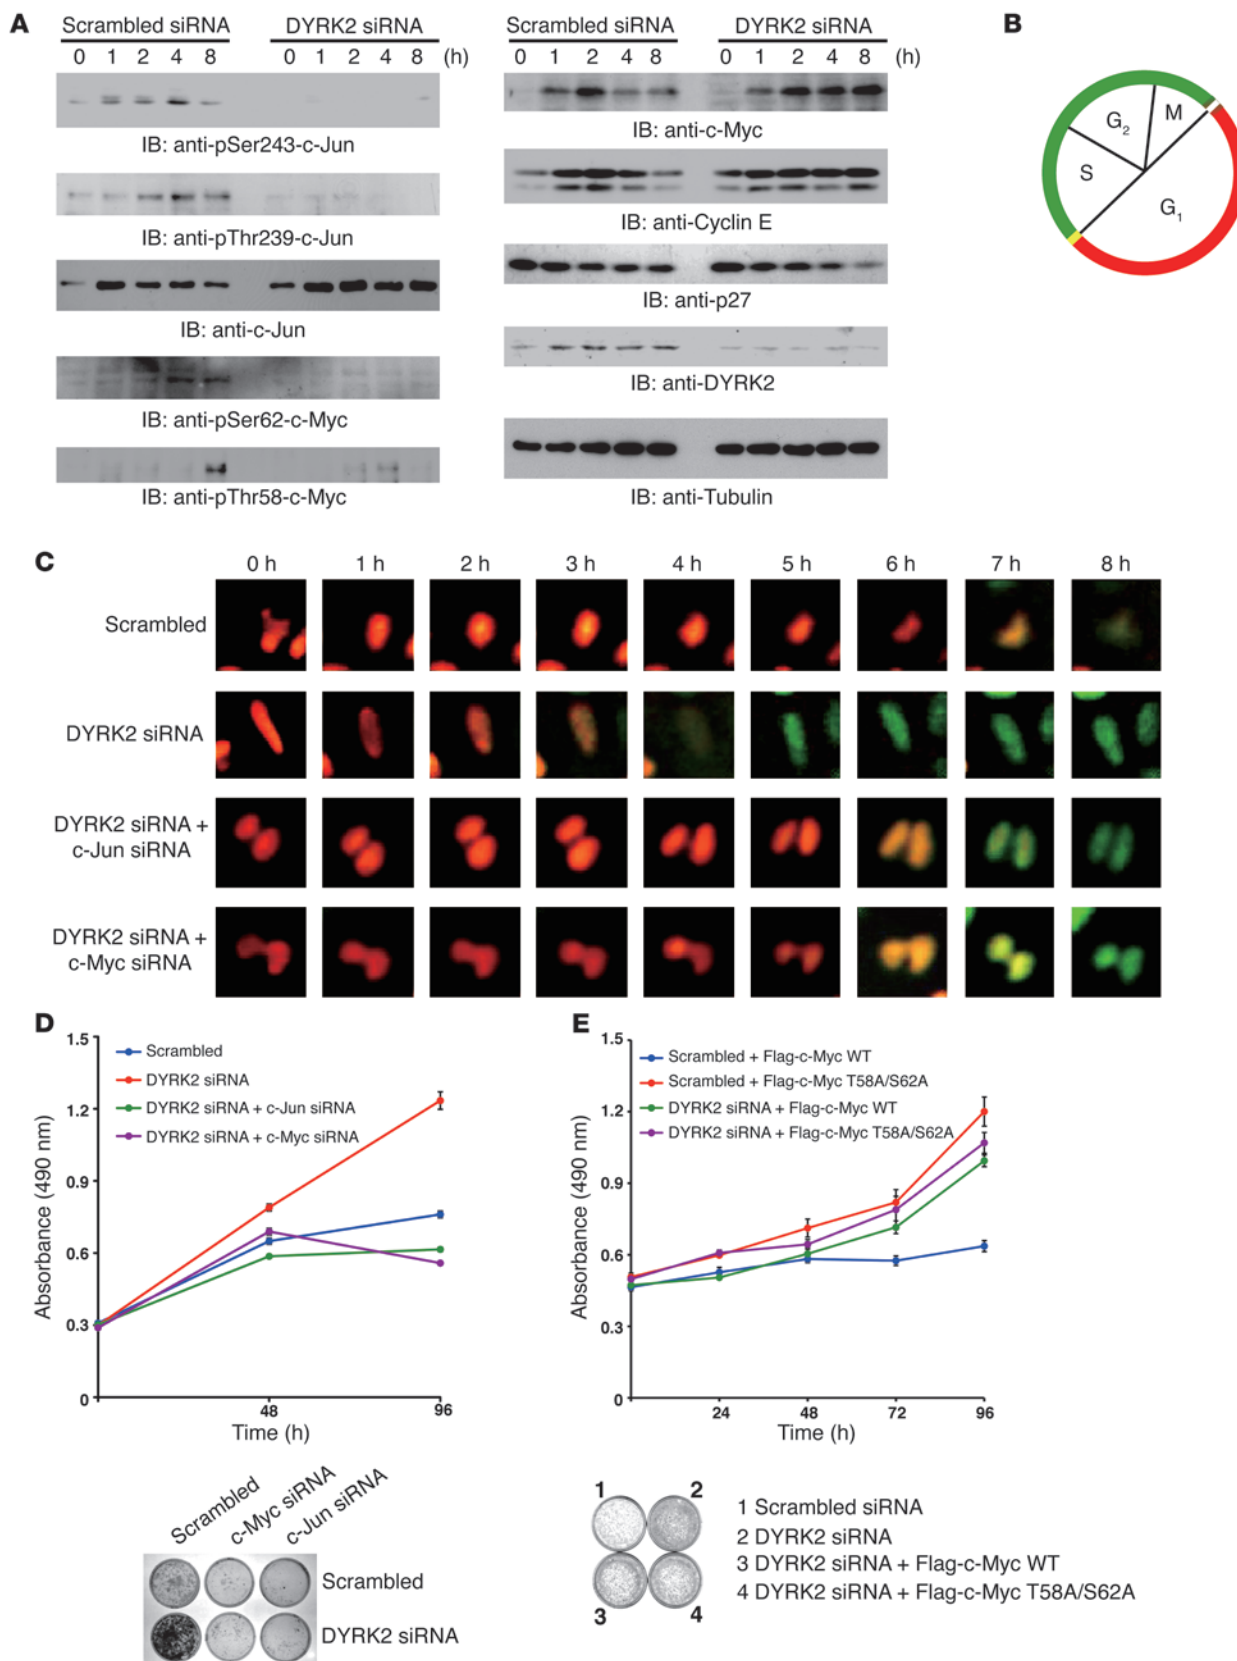 A
Scrambled siRNA
DYRK2 siRNA
0 1 2 4 8
0 1 2 4 8 (h)
IB: anti-pSer243-c-Jun
IB: anti-pThr239-c-Jun
IB: anti-c-Jun
IB: anti-pSer62-c-Myc
IB: anti-pThr58-c-Myc
Scrambled siRNA
DYRK2 siRNA
0 1 2 4 8
0 1 2 4 8 (h)
IB: anti-c-Myc
IB: anti-Cyclin E
IB: anti-p27
IB: anti-DYRK2
IB: anti-Tubulin
B
G2
M
S
G1
C
0 h 1 h 2 h 3 h 4 h 5 h 6 h 7 h 8 h
Scrambled
DYRK2 siRNA
DYRK2 siRNA +
c-Jun siRNA
DYRK2 siRNA +
c-Myc siRNA
D
1.5
1.2
0.9
0.6
0.3
0
Absorbance (490 nm)
Scrambled
DYRK2 siRNA
DYRK2 siRNA + c-Jun siRNA
DYRK2 siRNA + c-Myc siRNA
48
96
Time (h)
Scrambled
c-Myc siRNA
c-Jun siRNA
Scrambled
DYRK2 siRNA
E
1.5
1.2
0.9
0.6
0.3
0
Absorbance (490 nm)
Scrambled + Flag-c-Myc WT
Scrambled + Flag-c-Myc T58A/S62A
DYRK2 siRNA + Flag-c-Myc WT
DYRK2 siRNA + Flag-c-Myc T58A/S62A
24
48
72
96
Time (h)
1
2
3
4
1 Scrambled siRNA
2 DYRK2 siRNA
3 DYRK2 siRNA + Flag-c-Myc WT
4 DYRK2 siRNA + Flag-c-Myc T58A/S62A